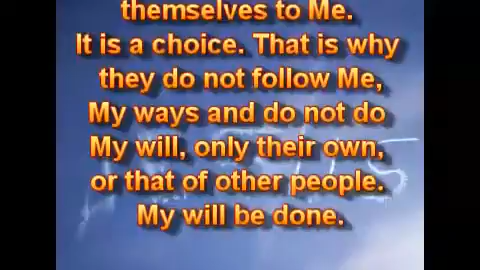 themselves to Me.
It is a choice. That is why
they do not follow Me,
My ways and do not do
My will, only their own,
or that of other people.
My will be done.